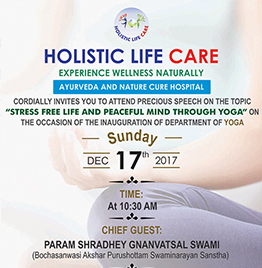 HOLISTIC LIFE CARE
HOLISTIC LIFE CARE
EXPERIENCE WELLNESS NATURALLY
AYURVEDA AND NATURE CURE HOSPITAL
CORDIALLY INVITES YOU TO ATTEND PRECIOUS SPEECH ON THE TOPIC
"STRESS FREE LIFE AND PEACEFUL MIND THROUGH YOGA" ON
THE OCCASION OF THE INAUGURATION OF DEPARTMENT OF YOGA
Sunday
DEC 17th 2017
TIME:
At 10:30 AM
CHIEF GUEST:
PARAM SHRADHEY GNANVATSAL SWAMI
(Bochasanwasi Akshar Purushottam Swaminarayan Sanstha)